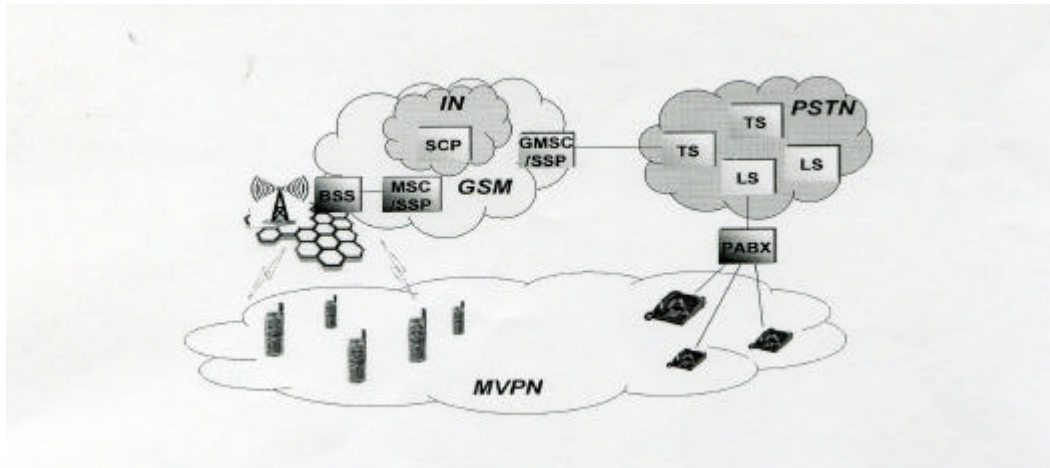 IN
SCP
GMSC
/SSP
GSM
BSS
MSC
/SSP
PSTN
TS
TS
LS
LS
PABX
MVPN